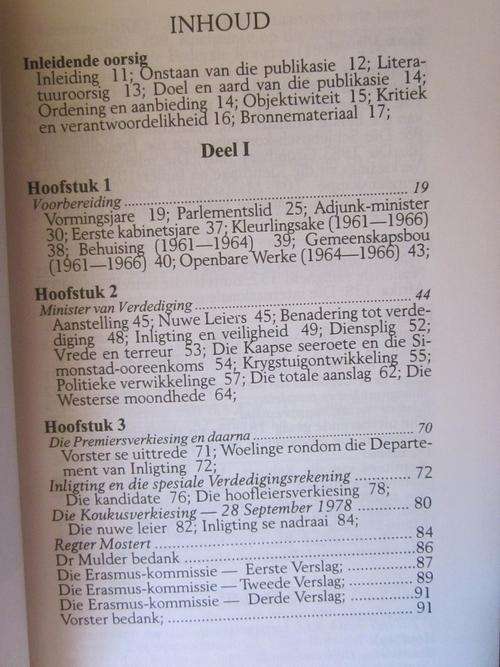 INHOUD
Inleidende oorsig
Inleiding 11; Onstaan van die publikasie 12; Litera-
tuuroorsig 13; Doel en aard van die publikasie 14;
Ordening en aanbieding 14; Objektiwiteit 15; Kritiek
en verantwoordelikheid 16; Bronnemateriaal 17;
Deel I
Hoofstuk 1
Voorbereiding ........ 19
Vormingsjare 19; Parlementslid 25; Adjunk-minister
30; Eerste kabinetsjare 37; Kleurlingsake (1961—1966)
38; Behuising (1961—1964) 39; Gemeenskapsbou
(1961—1966) 40; Openbare Werke (1964—1966) 43;
Hoofstuk 2
Minister van Verdediging ........ 44
Aanstelling 45; Nuwe Leiers 45; Benadering tot verde-
diging 48; Inligting en veiligheid 49; Diensplig 52;
Vrede en terreur 53; Die Kaapse seeroete en die Si-
monstad-ooreenkoms 54; Krygstuigontwikkeling 55;
Politieke verwikkelinge 57; Die totale aanslag 62; Die
Westerse moondhede 64;
Hoofstuk 3
Die Premiersverkiesing en daarna ........ 70
Vorster se uittrede 71; Woelinge rondom die Departe-
ment van Inligting 72;
Inligting en die spesiale Verdedigingsrekening ........ 72
Die kandidate 76; Die hoofleiersverkiesing 78;
Die Koukusverkiesing — 28 September 1978 ........ 80
Die nuwe leier 82; Inligting se nadraai 84;
Regter Mostert ........ 84
Dr Mulder bedank ........ 86
Die Erasmus-kommissie — Eerste Verslag; ........ 87
Die Erasmus-kommissie — Tweede Verslag; ........ 89
Die Erasmus-kommissie — Derde Verslag; ........ 91
Vorster bedank; ........ 91